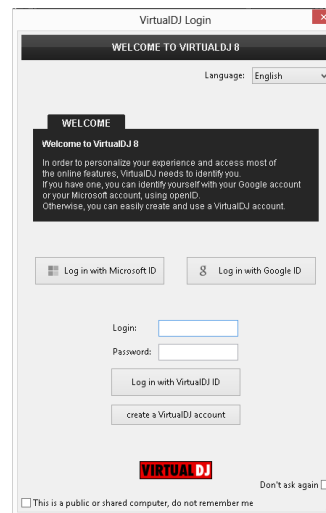 VirtualDJ Login
WELCOME TO VIRTUALDJ 8
Language: English
WELCOME
Welcome to VirtualDJ 8
In order to personalize your experience and access most of
the online features, VirtualDJ needs to identify you.
If you have one, you can identify yourself with your Google account
or your Microsoft account, using openID.
Otherwise, you can easily create and use a VirtualDJ account.
Log in with Microsoft ID
8 Log in with Google ID
Login:
Password:
Log in with VirtualDJ ID
create a VirtualDJ account
VIRTUAL DJ
Don't ask again
This is a public or shared computer, do not remember me